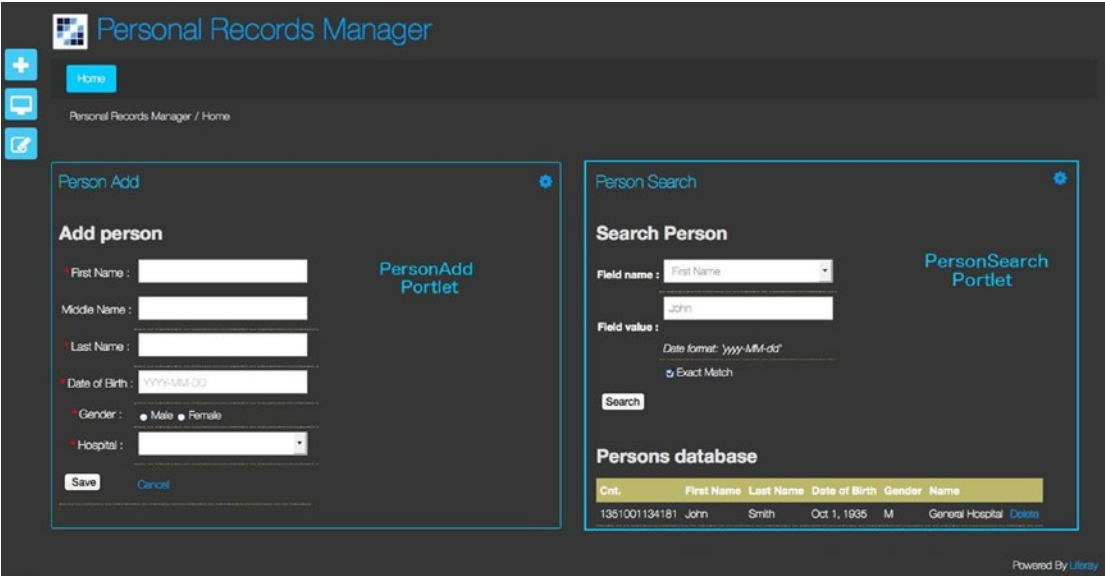 Personal Records Manager
Home
Personal Records Manager / Home
Person Add
Add person
* First Name :
Middle Name :
* Last Name :
* Date of Birth : YYYY-MM-DD
* Gender : Male Female
* Hospital :
Save Cancel
PersonAdd
Portlet
Person Search
Search Person
Field name : First Name
John
Field value :
Date format: 'yyyy-MM-dd'
Exact Match
Search
PersonSearch
Portlet
Persons database
Cnt. First Name Last Name Date of Birth Gender Name
1351001134181 John Smith Oct 1, 1935 M General Hospital Delete
Powered By Liferay